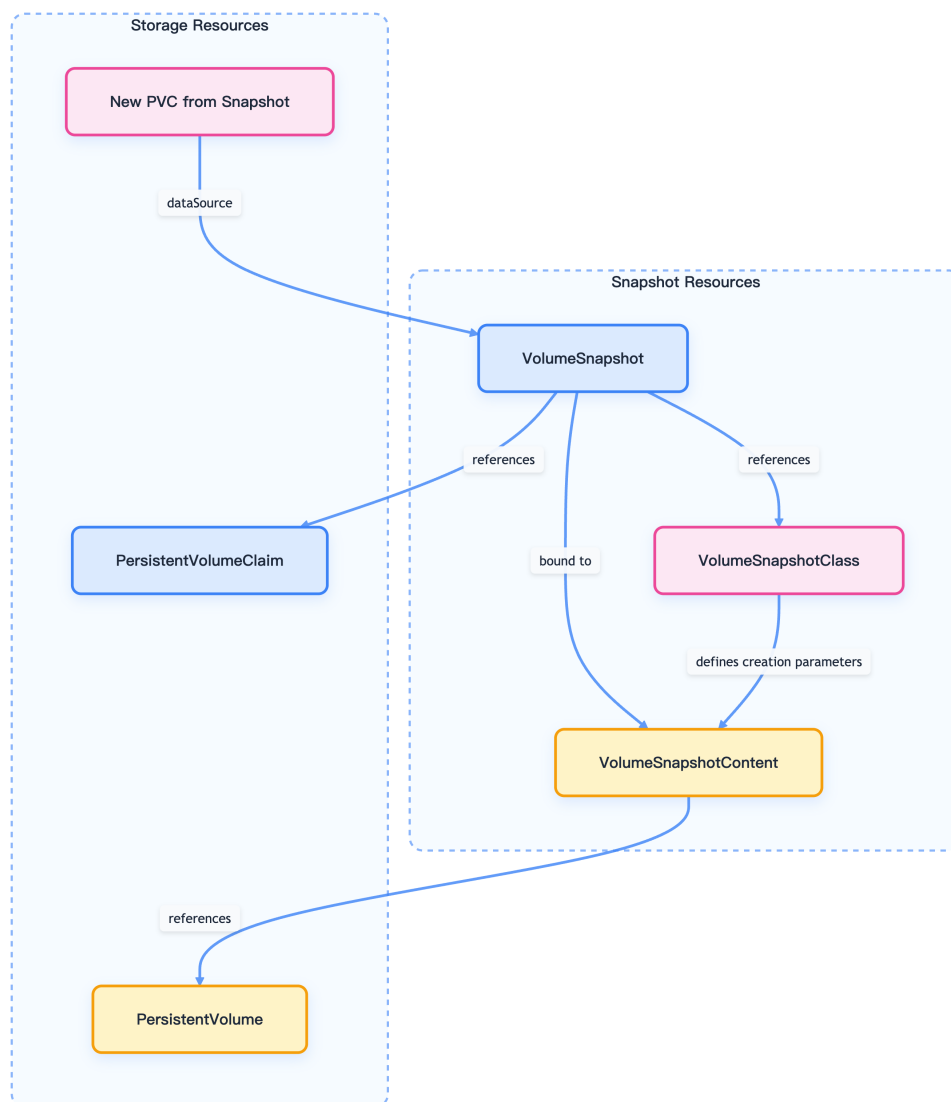 Storage Resources
New PVC from Snapshot
dataSource
Snapshot Resources
VolumeSnapshot
references
references
PersistentVolumeClaim
bound to
VolumeSnapshotClass
defines creation parameters
VolumeSnapshotContent
references
PersistentVolume